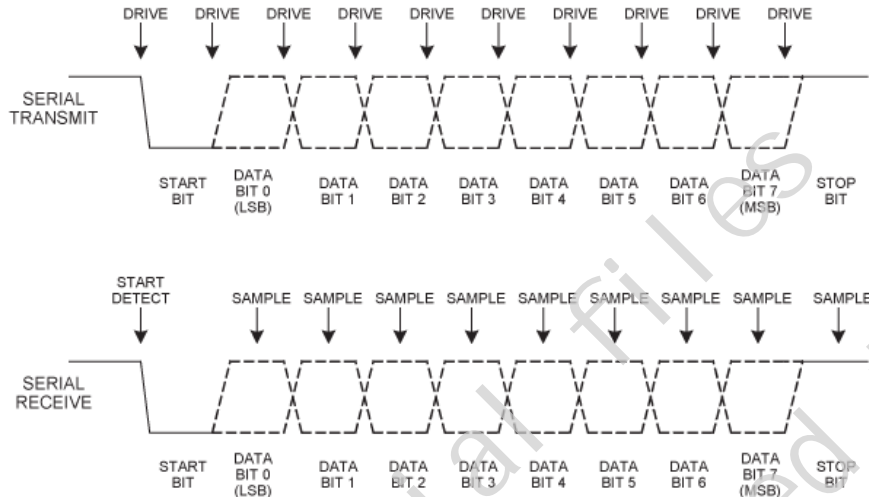 DRIVE DRIVE DRIVE DRIVE DRIVE DRIVE DRIVE DRIVE DRIVE DRIVE
SERIAL
TRANSMIT
START
BIT
DATA
BIT 0
(LSB)
DATA
BIT 1
DATA
BIT 2
DATA
BIT 3
DATA
BIT 4
DATA
BIT 5
DATA
BIT 6
DATA
BIT 7
(MSB)
STOP
BIT
START
DETECT
SAMPLE SAMPLE SAMPLE SAMPLE SAMPLE SAMPLE SAMPLE SAMPLE SAMPLE
SERIAL
RECEIVE
START
BIT
DATA
BIT 0
(LSB)
DATA
BIT 1
DATA
BIT 2
DATA
BIT 3
DATA
BIT 4
DATA
BIT 5
DATA
BIT 6
DATA
BIT 7
(MSB)
STOP
BIT
files